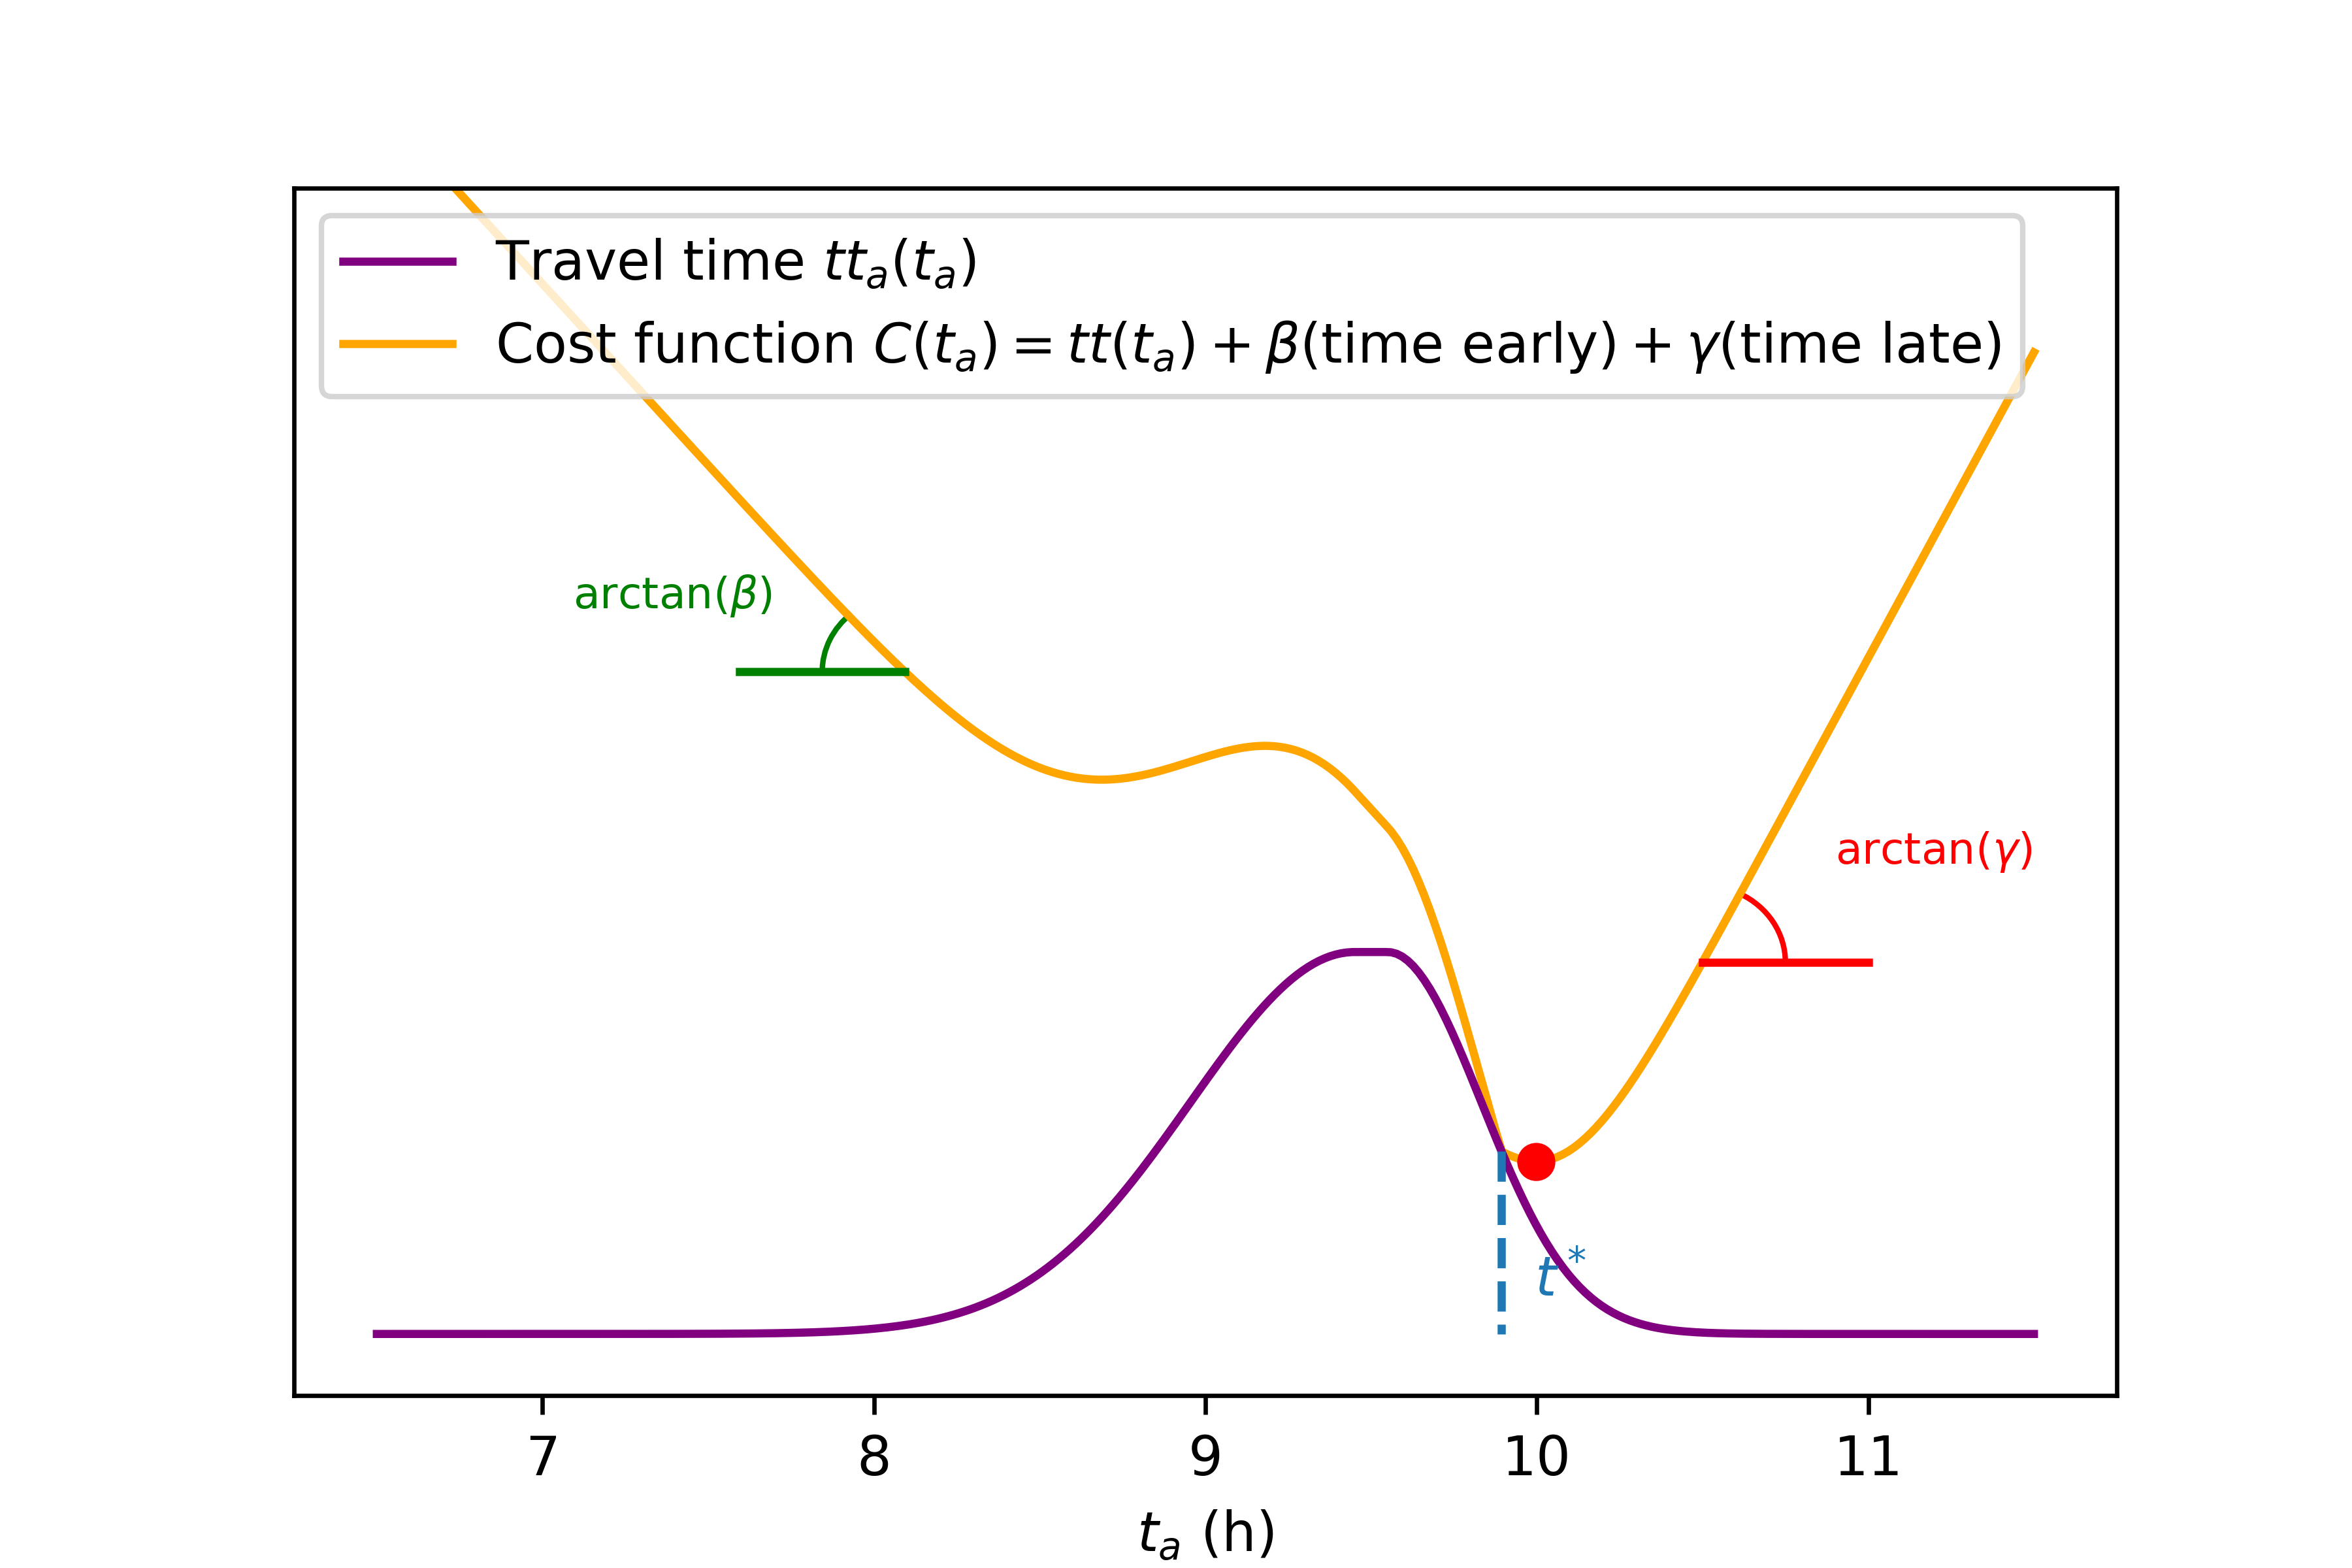 Travel time tt_a(t_a)
Cost function C(t_a) = tt(t_a) + β(time early) + γ(time late)
arctan(β)
arctan(γ)
t*
7 8 9 10 11
t_a (h)